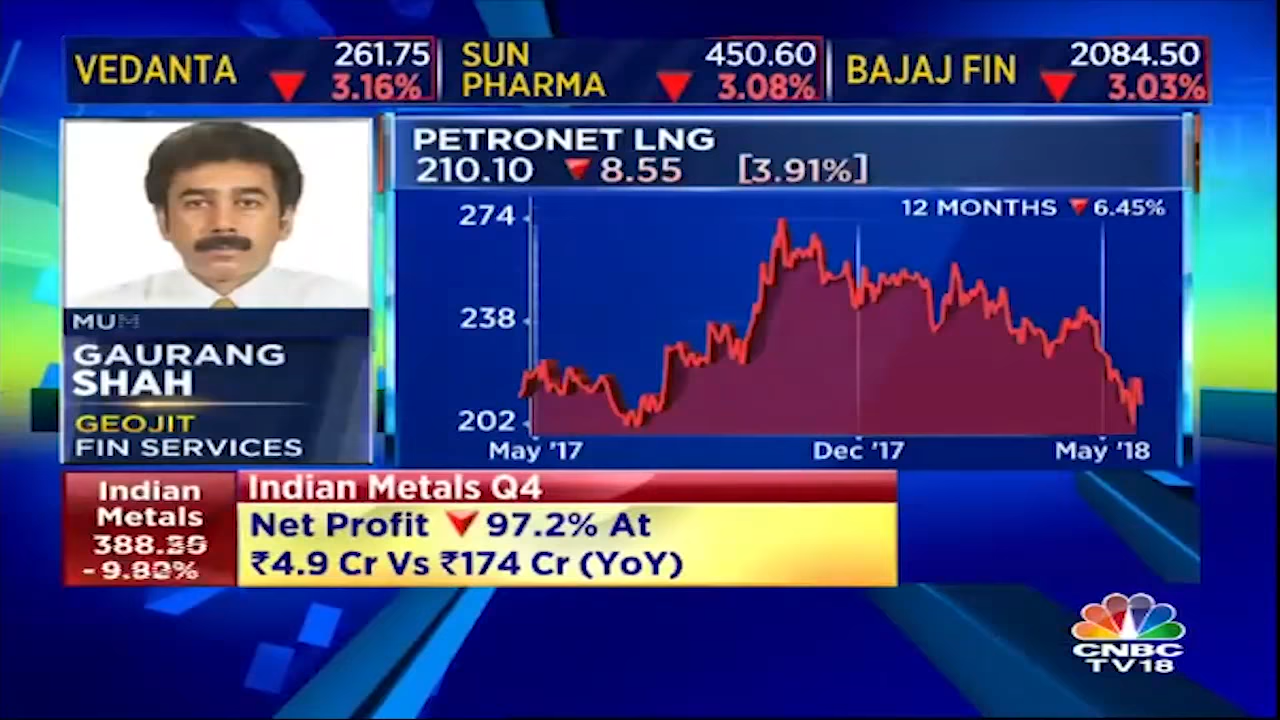 VEDANTA 261.75 3.16%
SUN PHARMA 450.60 3.08%
BAJAJ FIN 2084.50 3.03%
PETRONET LNG
210.10 8.55 [3.91%]
12 MONTHS 6.45%
274
238
202
May '17 Dec '17 May '18
GAURANG
SHAH
GEOJIT
FIN SERVICES
Indian
Metals
Indian Metals Q4
Net Profit 97.2% At
₹4.9 Cr Vs ₹174 Cr (YoY)
CNBC
TV18